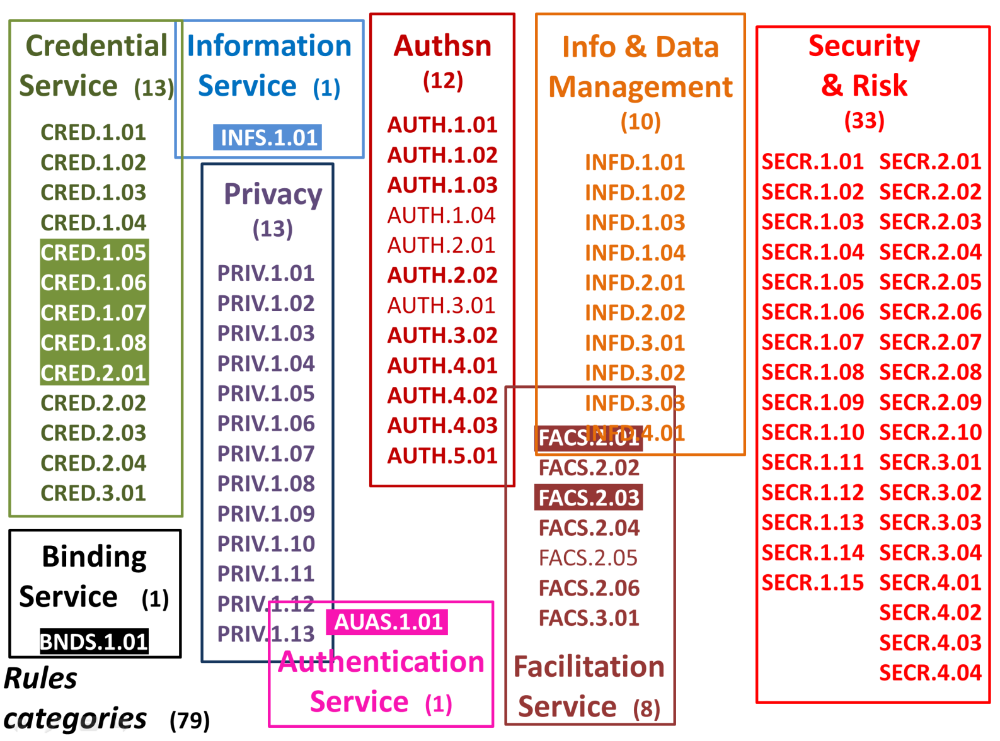 Credential
Service (13)
CRED.1.01
CRED.1.02
CRED.1.03
CRED.1.04
CRED.1.05
CRED.1.06
CRED.1.07
CRED.1.08
CRED.2.01
CRED.2.02
CRED.2.03
CRED.2.04
CRED.3.01
Binding
Service (1)
BNDS.1.01
Rules
categories (79)
Information
Service (1)
INFS.1.01
Privacy
(13)
PRIV.1.01
PRIV.1.02
PRIV.1.03
PRIV.1.04
PRIV.1.05
PRIV.1.06
PRIV.1.07
PRIV.1.08
PRIV.1.09
PRIV.1.10
PRIV.1.11
PRIV.1.12
PRIV.1.13
AUAS.1.01
Authentication
Service (1)
Authsn
(12)
AUTH.1.01
AUTH.1.02
AUTH.1.03
AUTH.1.04
AUTH.2.01
AUTH.2.02
AUTH.3.01
AUTH.3.02
AUTH.4.01
AUTH.4.02
AUTH.4.03
AUTH.5.01
Info & Data
Management
(10)
INFD.1.01
INFD.1.02
INFD.1.03
INFD.1.04
INFD.2.01
INFD.2.02
INFD.3.01
INFD.3.02
INFD.3.03
INFD.4.01
FACS.2.01
FACS.2.02
FACS.2.03
FACS.2.04
FACS.2.05
FACS.2.06
FACS.3.01
Facilitation
Service (8)
Security
& Risk
(33)
SECR.1.01 SECR.2.01
SECR.1.02 SECR.2.02
SECR.1.03 SECR.2.03
SECR.1.04 SECR.2.04
SECR.1.05 SECR.2.05
SECR.1.06 SECR.2.06
SECR.1.07 SECR.2.07
SECR.1.08 SECR.2.08
SECR.1.09 SECR.2.09
SECR.1.10 SECR.2.10
SECR.1.11 SECR.3.01
SECR.1.12 SECR.3.02
SECR.1.13 SECR.3.03
SECR.1.14 SECR.3.04
SECR.1.15 SECR.4.01
SECR.4.02
SECR.4.03
SECR.4.04